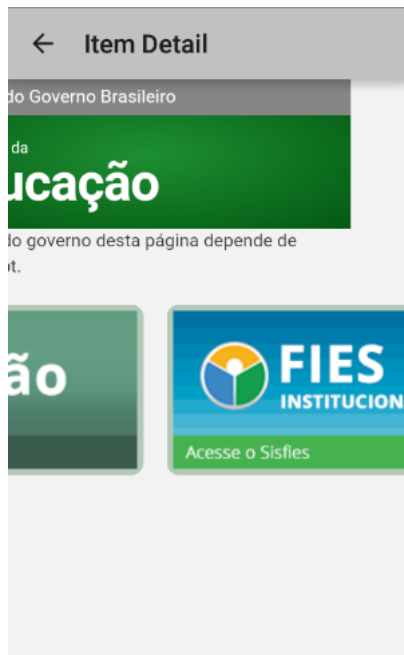 Item Detail
do Governo Brasileiro
da
ucação
do governo desta página depende de
ot.
ão
FIES
INSTITUCION
Acesse o Sisfies